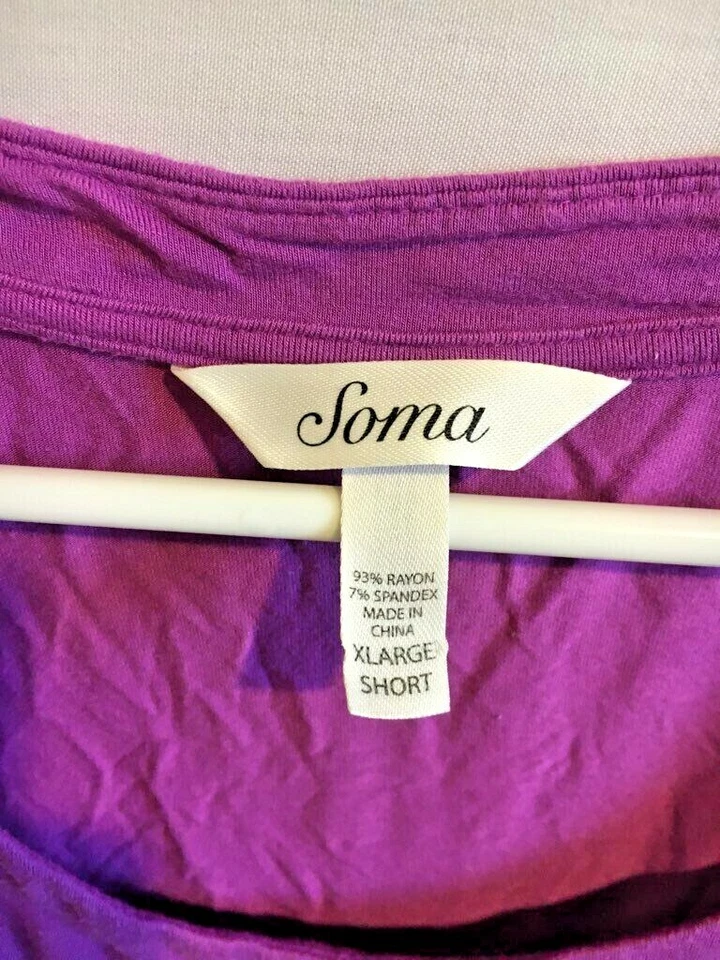 Soma
93% RAYON
7% SPANDEX
MADE IN
CHINA
XLARGE
SHORT